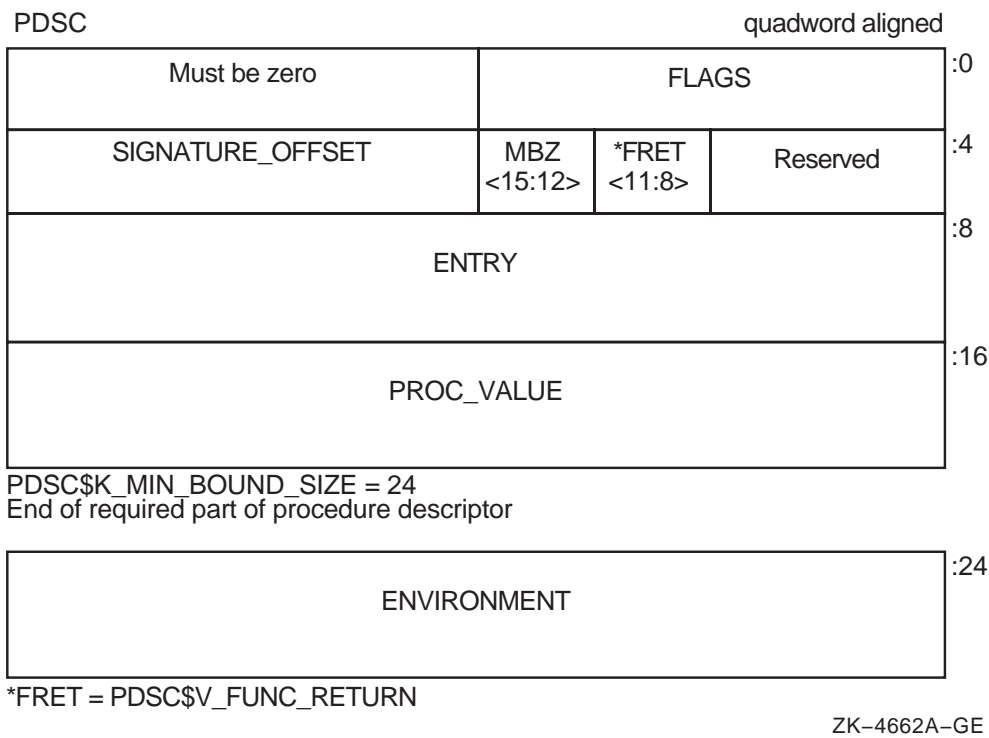 PDSC quadword aligned
Must be zero FLAGS :0
SIGNATURE_OFFSET MBZ <15:12> *FRET <11:8> Reserved :4
ENTRY :8
PROC_VALUE :16
PDSC$K_MIN_BOUND_SIZE = 24
End of required part of procedure descriptor
ENVIRONMENT :24
*FRET = PDSC$V_FUNC_RETURN
ZK–4662A–GE